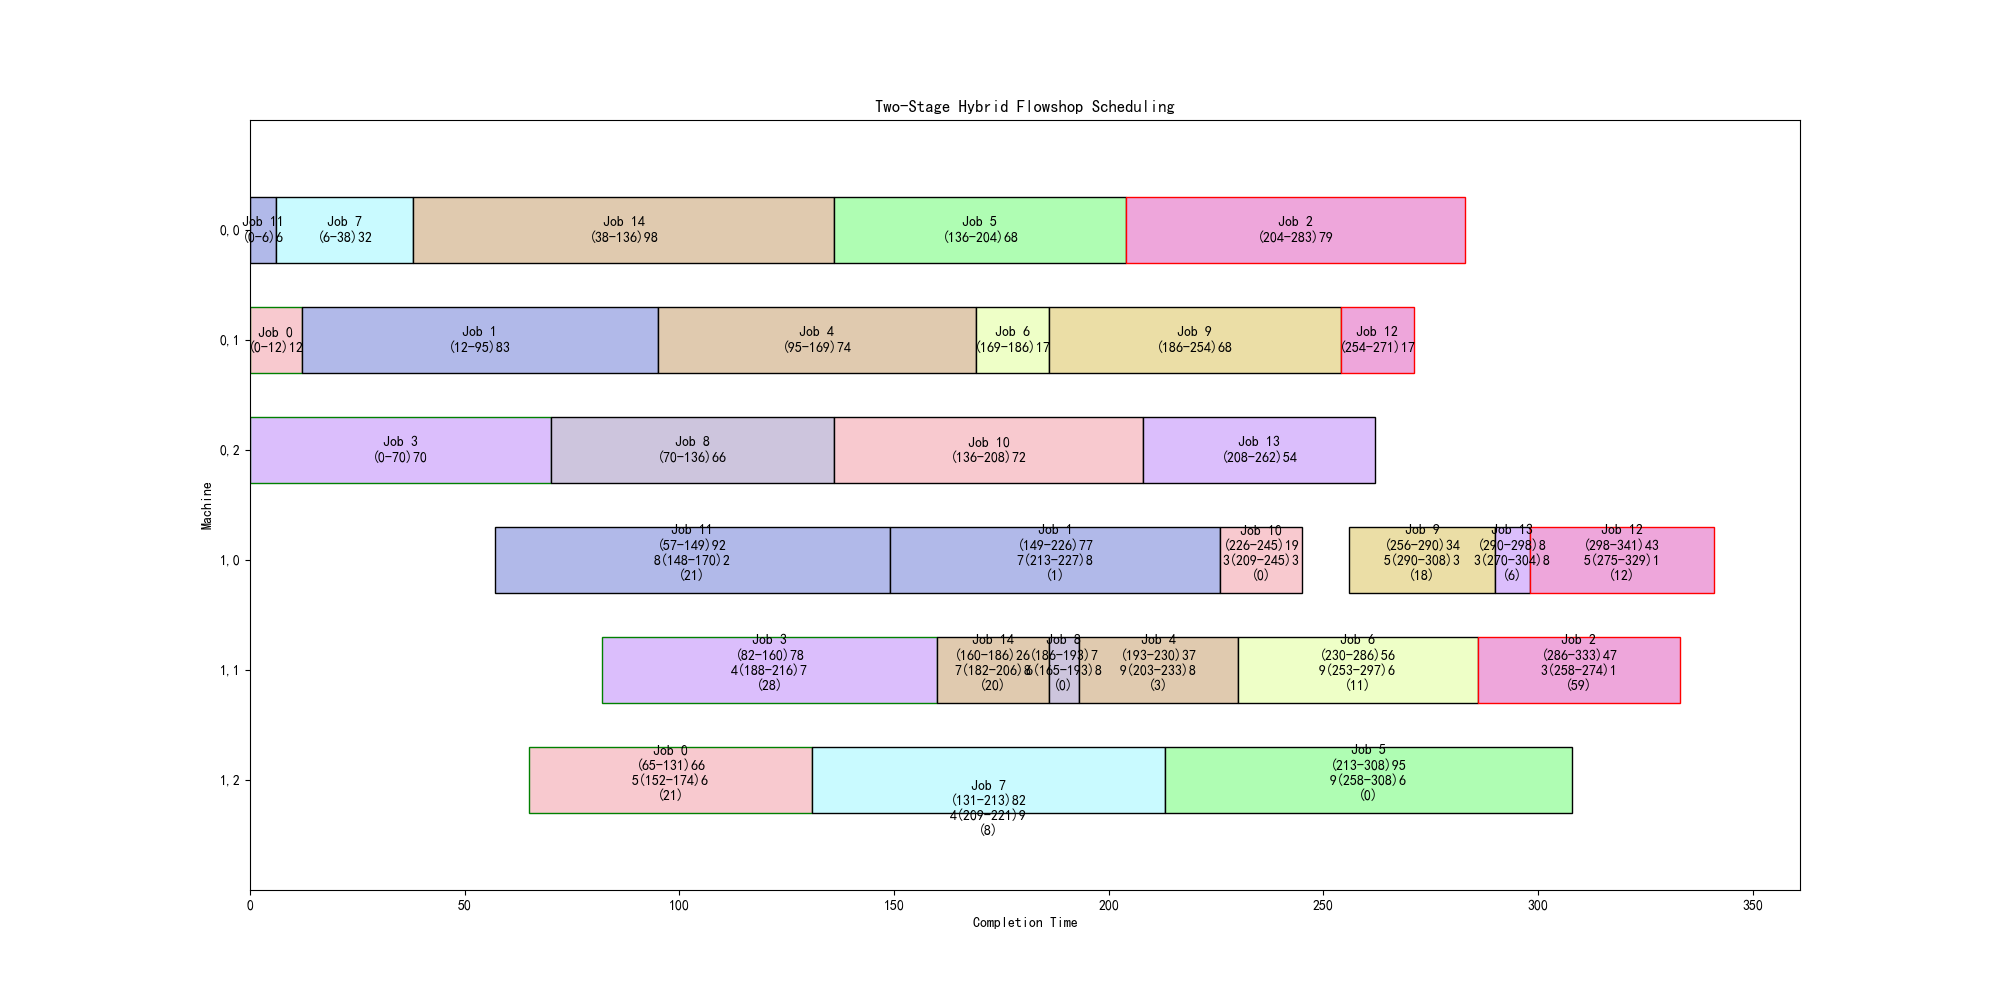 Two-Stage Hybrid Flowshop Scheduling
Machine
0,0
Job 11
(0-6)6
Job 7
(6-38)32
Job 14
(38-136)98
Job 5
(136-204)68
Job 2
(204-283)79
0,1
Job 0
(0-12)12
Job 1
(12-95)83
Job 4
(95-169)74
Job 6
(169-186)17
Job 9
(186-254)68
Job 12
(254-271)17
0,2
Job 3
(0-70)70
Job 8
(70-136)66
Job 10
(136-208)72
Job 13
(208-262)54
1,0
Job 11
(57-149)92
8(148-170)2
(21)
Job 1
(149-226)77
7(213-227)8
(1)
Job 10
(226-245)19
3(209-245)3
(0)
Job 9
(256-290)34
5(290-308)3
(18)
Job 13
(290-298)8
3(270-304)8
(6)
Job 12
(298-341)43
5(275-329)1
(12)
1,1
Job 3
(82-160)78
4(188-216)7
(28)
Job 14
(160-186)26
7(182-206)8
(20)
Job 8
(186-193)7
6(165-193)8
(0)
Job 4
(193-230)37
9(203-233)8
(3)
Job 6
(230-286)56
9(253-297)6
(11)
Job 2
(286-333)47
3(258-274)1
(59)
1,2
Job 0
(65-131)66
5(152-174)6
(21)
Job 7
(131-213)82
4(209-221)9
(8)
Job 5
(213-308)95
9(258-308)6
(0)
0
50
100
150
200
250
300
350
Completion Time